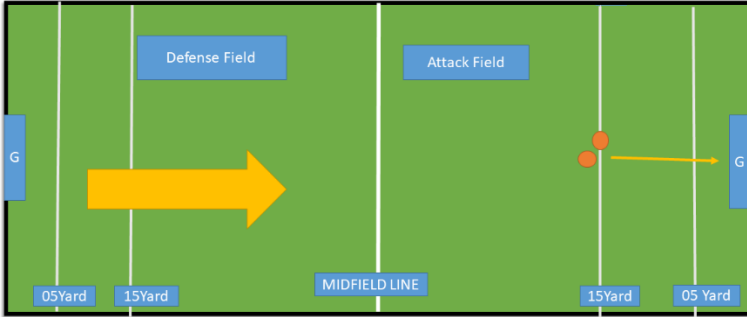 Defense Field
Attack Field
G
G
MIDFIELD LINE
05Yard
15Yard
15Yard
05 Yard